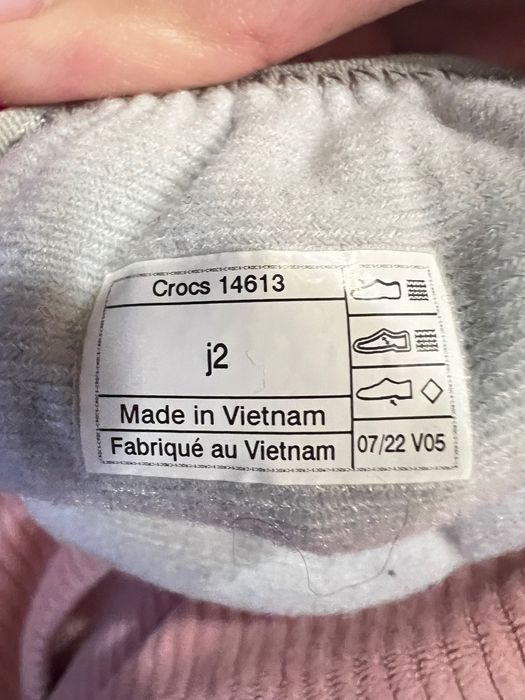 Crocs 14613
j2
Made in Vietnam
Fabriqué au Vietnam
07/22 V05